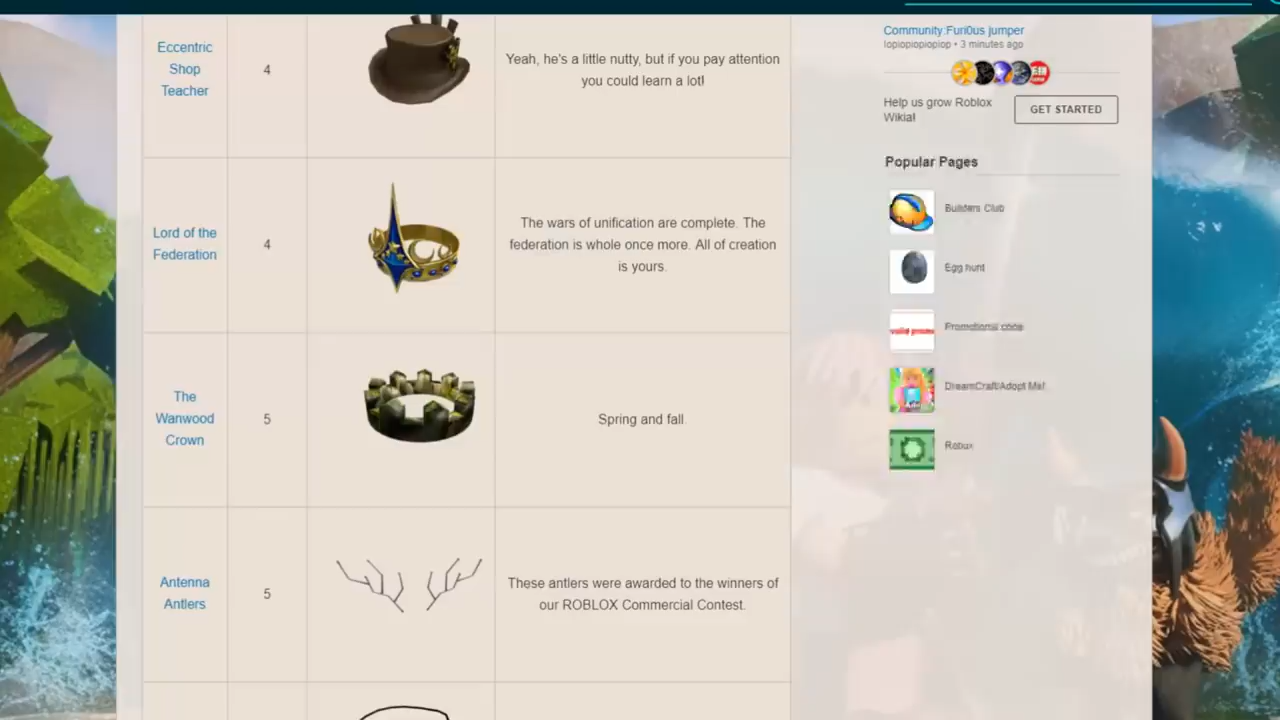 Eccentric
Shop
Teacher
4
Yeah, he's a little nutty, but if you pay attention
you could learn a lot!
Lord of the
Federation
4
The wars of unification are complete. The
federation is whole once more. All of creation
is yours.
The
Wanwood
Crown
5
Spring and fall.
Antenna
Antlers
5
These antlers were awarded to the winners of
our ROBLOX Commercial Contest.
Community:Furi0us jumper
lopiopiopiopiop • 3 minutes ago
Help us grow Roblox
Wikia!
GET STARTED
Popular Pages
Builders Club
Egg hunt
Promotional code
DreamCraft/Adopt Me!
Robux